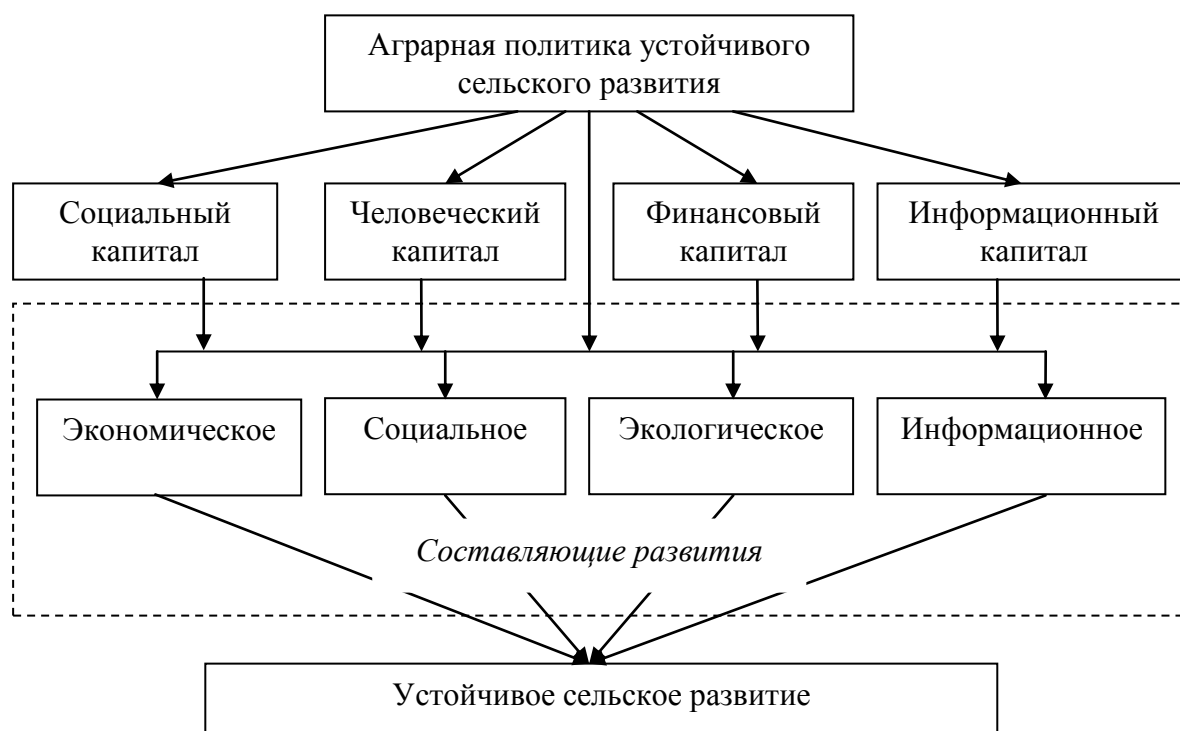 Аграрная политика устойчивого
сельского развития
Социальный
капитал
Человеческий
капитал
Финансовый
капитал
Информационный
капитал
Экономическое
Социальное
Экологическое
Информационное
Составляющие развития
Устойчивое сельское развитие